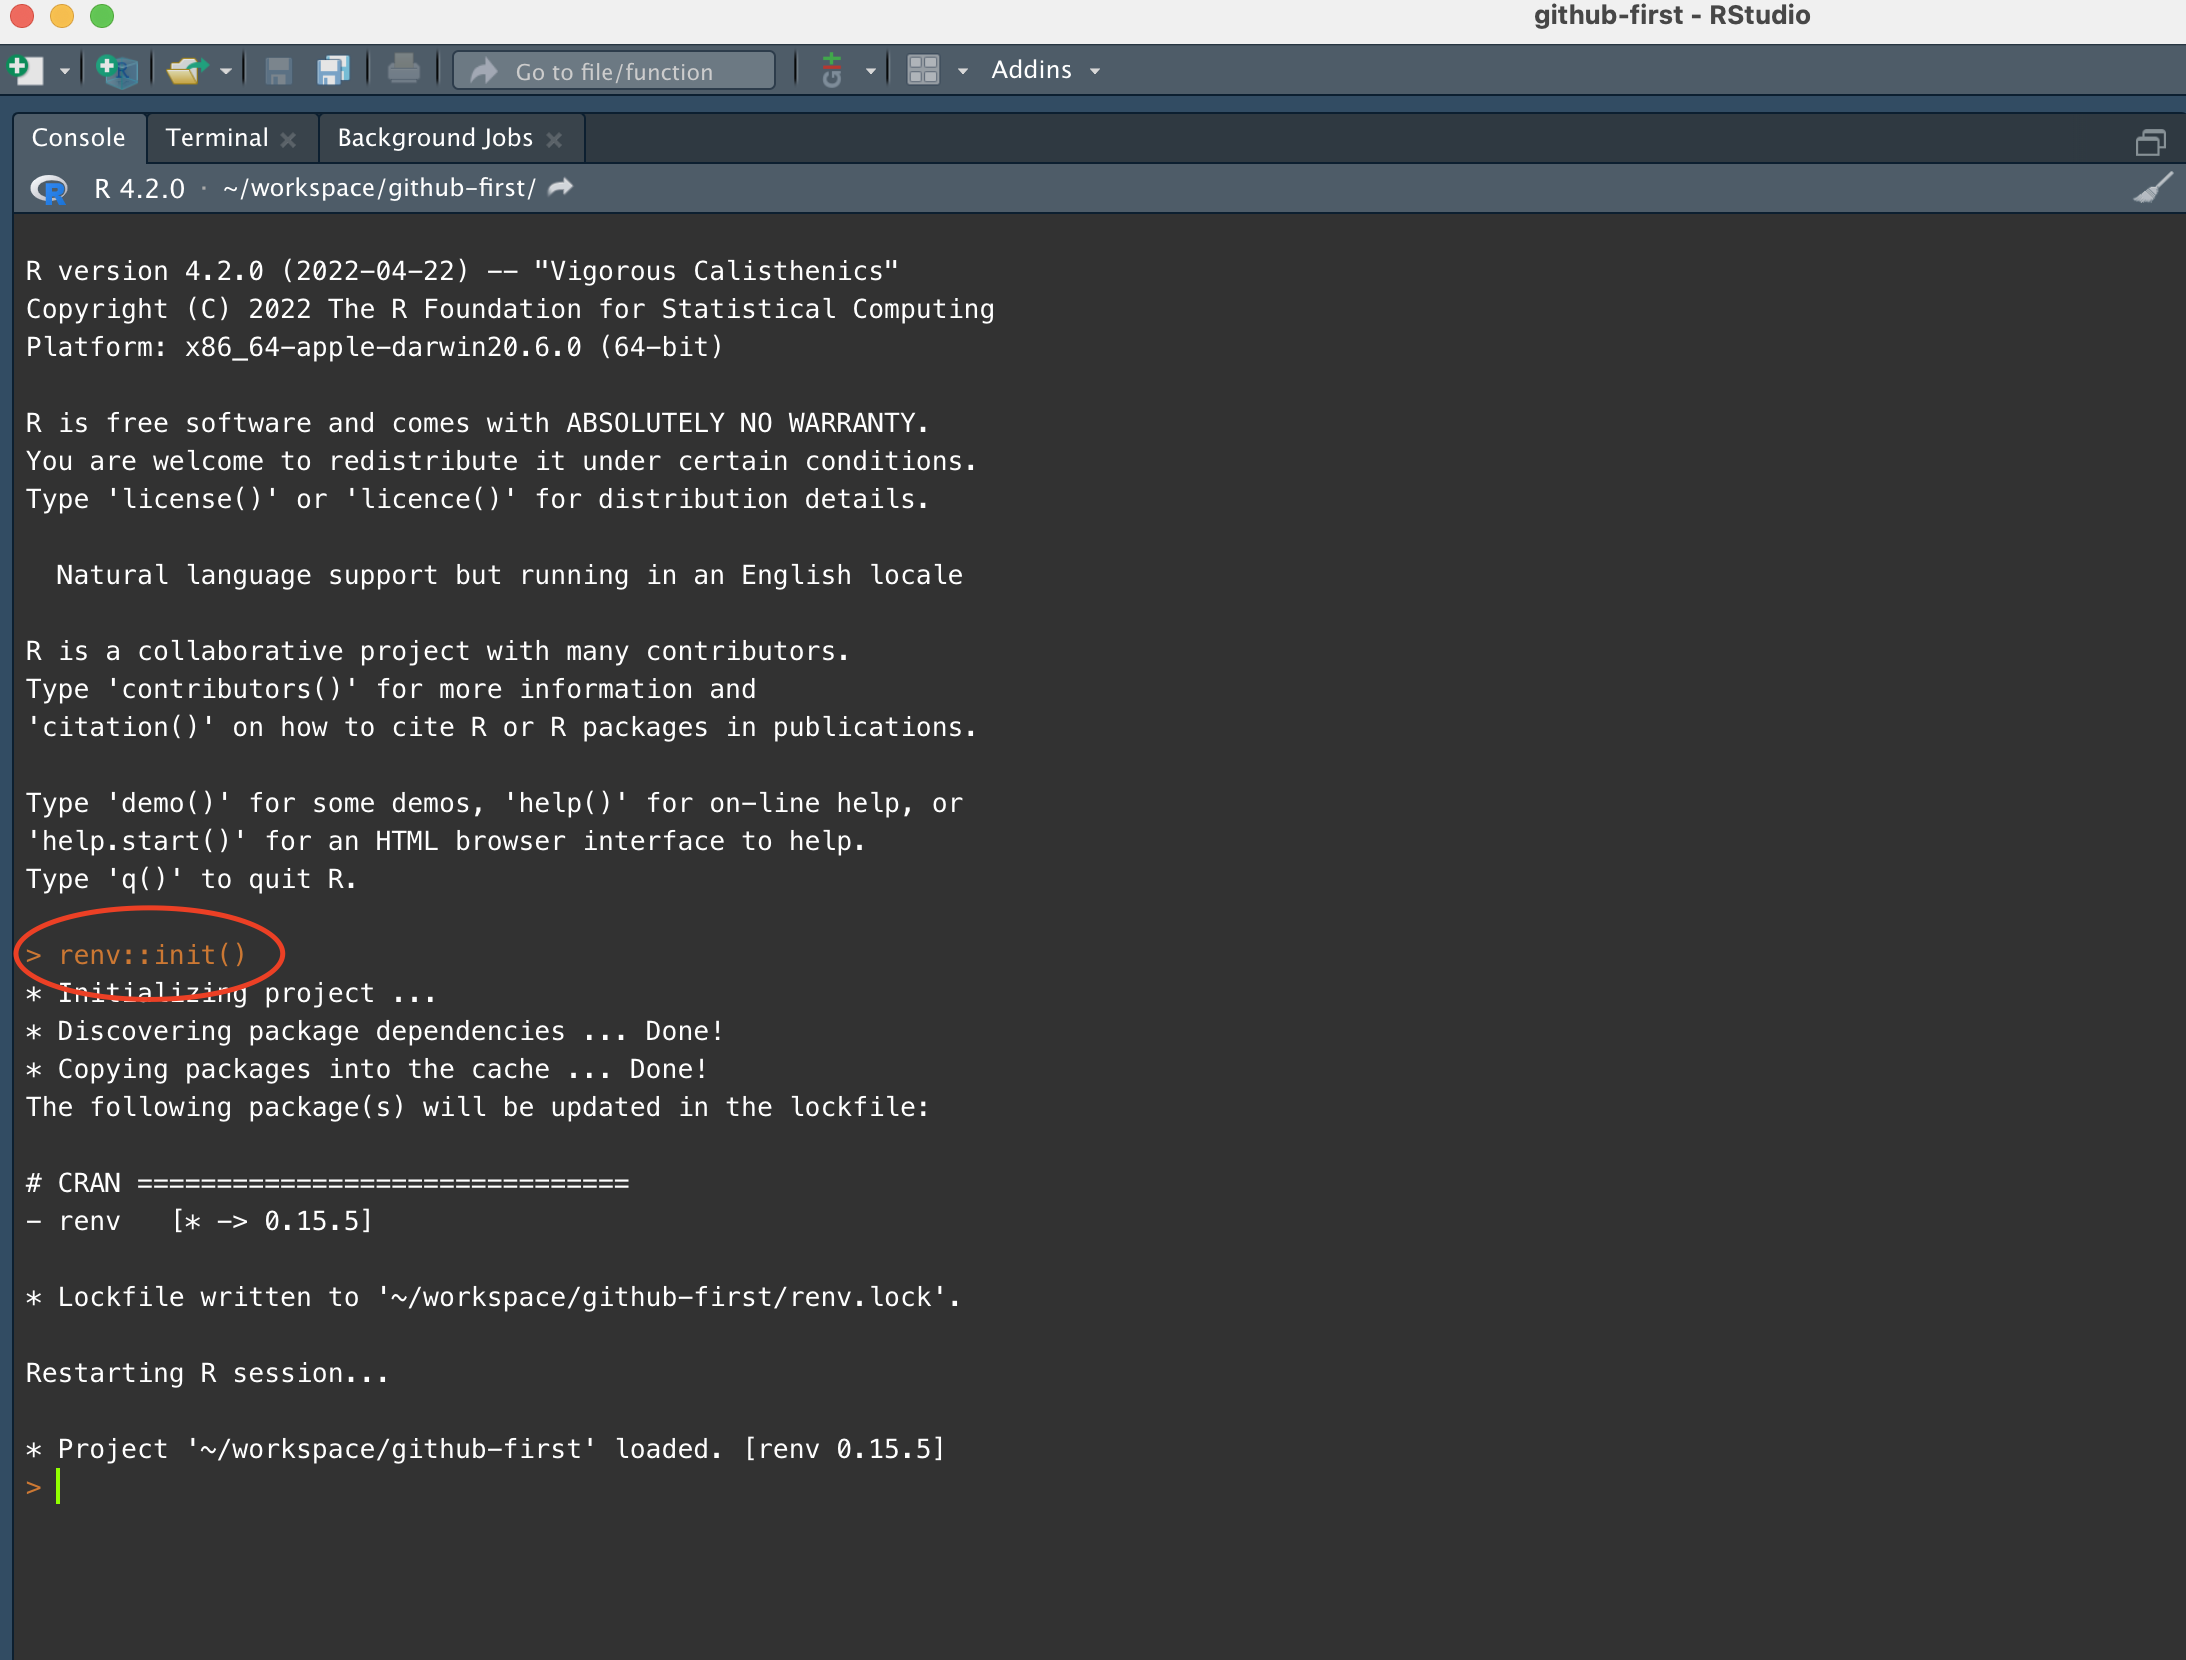 github-first - RStudio
Go to file/function
Addins
Console Terminal Background Jobs
R 4.2.0 · ~/workspace/github-first/
R version 4.2.0 (2022-04-22) -- "Vigorous Calisthenics"
Copyright (C) 2022 The R Foundation for Statistical Computing
Platform: x86_64-apple-darwin20.6.0 (64-bit)
R is free software and comes with ABSOLUTELY NO WARRANTY.
You are welcome to redistribute it under certain conditions.
Type 'license()' or 'licence()' for distribution details.
Natural language support but running in an English locale
R is a collaborative project with many contributors.
Type 'contributors()' for more information and
'citation()' on how to cite R or R packages in publications.
Type 'demo()' for some demos, 'help()' for on-line help, or
'help.start()' for an HTML browser interface to help.
Type 'q()' to quit R.
> renv::init()
* Initializing project ...
* Discovering package dependencies ... Done!
* Copying packages into the cache ... Done!
The following package(s) will be updated in the lockfile:
# CRAN ===============================
- renv   [* -> 0.15.5]
* Lockfile written to '~/workspace/github-first/renv.lock'.
Restarting R session...
* Project '~/workspace/github-first' loaded. [renv 0.15.5]
>